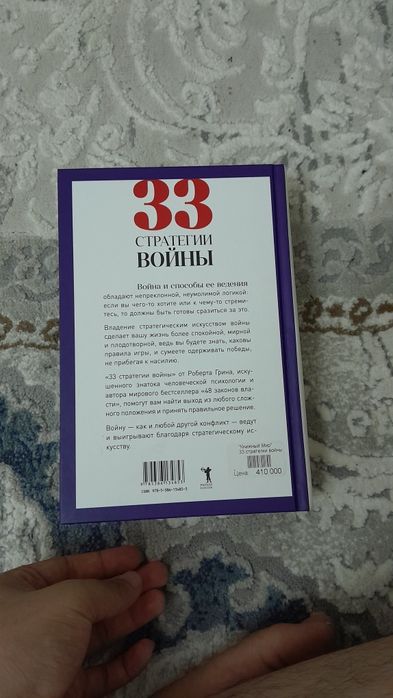 33
СТРАТЕГИИ
ВОЙНЫ
Война и способы ее ведения
обладают непреклонной, неумолимой логикой:
если вы чего-то хотите или к чему-то стреми-
тесь, то должны быть готовы сразиться за это.
Владение стратегическим искусством войны
сделает вашу жизнь более спокойной, мирной
и плодотворной, ведь вы будете знать, каковы
правила игры, и сумеете одерживать победы,
не прибегая к насилию.
«33 стратегии войны» от Роберта Грина, иску-
шенного знатока человеческой психологии и
автора мирового бестселлера «48 законов вла-
сти», помогут вам найти выход из любого слож-
ного положения и принять правильное решение.
Войну — как и любой другой конфликт — ведут
и выигрывают благодаря стратегическому ис-
кусству.
"Книжный Мир"
33 стратегии войны
Цена: 410 000